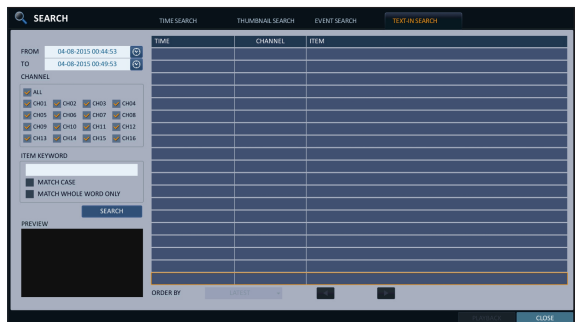 SEARCH
TIME SEARCH THUMBNAIL SEARCH EVENT SEARCH TEXT-IN SEARCH
TIME CHANNEL ITEM
FROM 04-08-2015 00:44:53
TO 04-08-2015 00:49:53
CHANNEL
ALL
CH01 CH02 CH03 CH04
CH05 CH06 CH07 CH08
CH09 CH10 CH11 CH12
CH13 CH14 CH15 CH16
ITEM KEYWORD
MATCH CASE
MATCH WHOLE WORD ONLY
SEARCH
PREVIEW
ORDER BY LATEST
PLAYBACK CLOSE